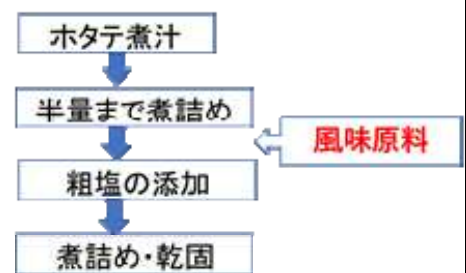 ホタテ煮汁
半量まで煮詰め
風味原料
粗塩の添加
煮詰め・乾固